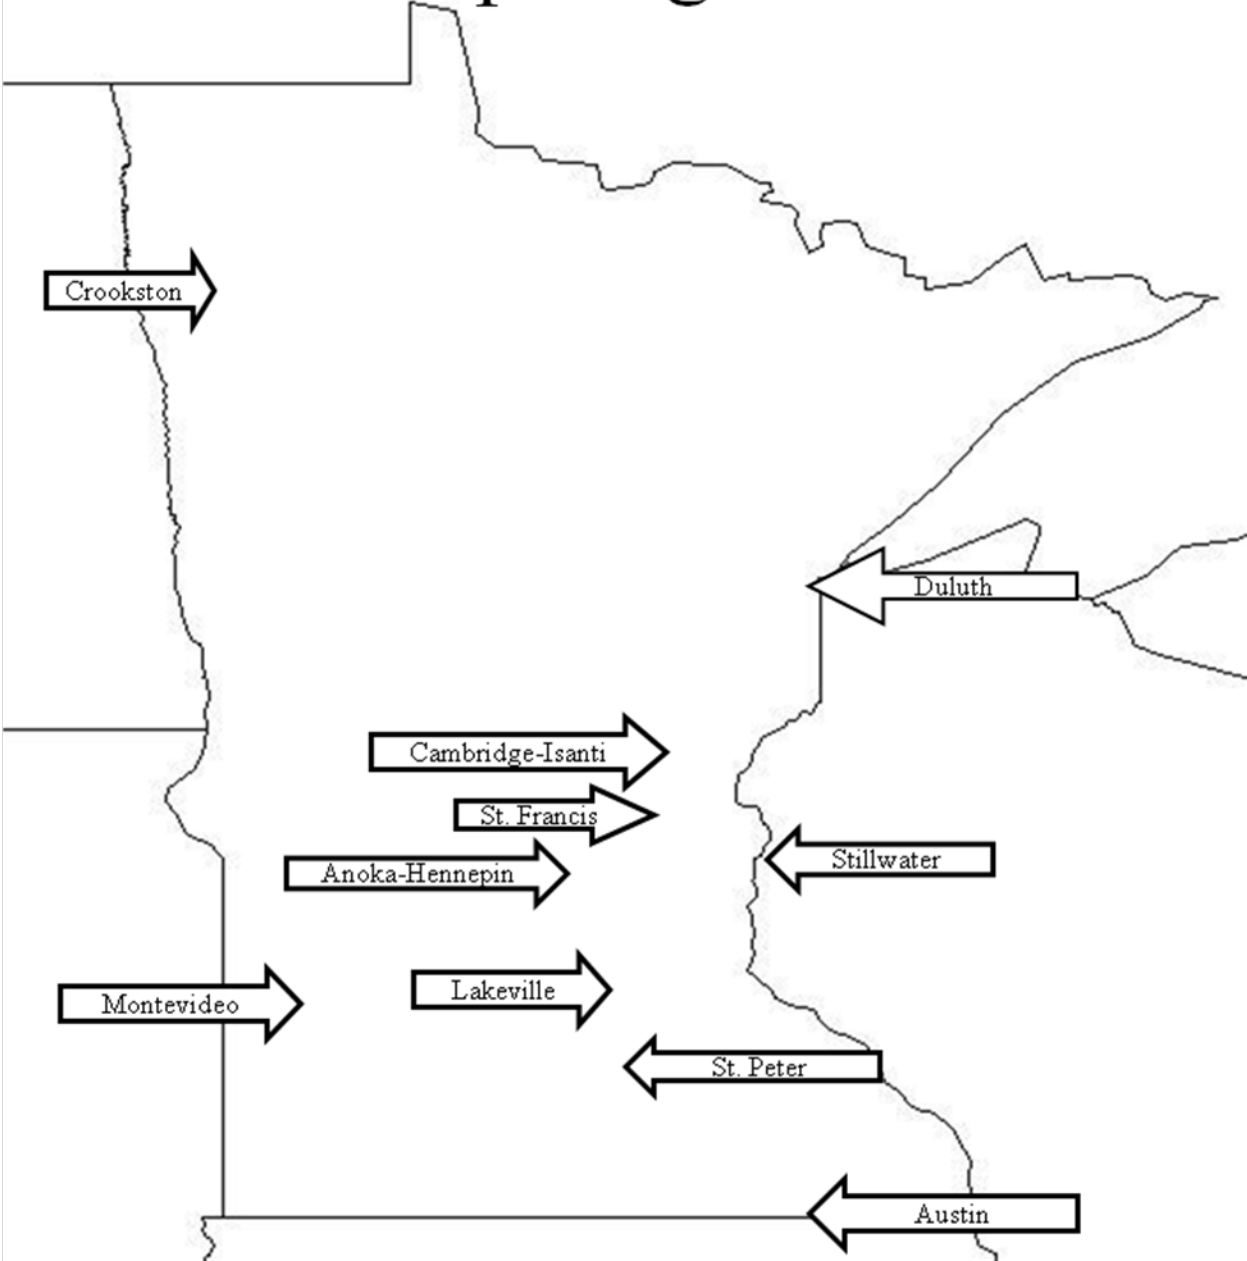 Crookston
Duluth
Cambridge-Isanti
St. Francis
Stillwater
Anoka-Hennepin
Lakeville
Montevideo
St. Peter
Austin